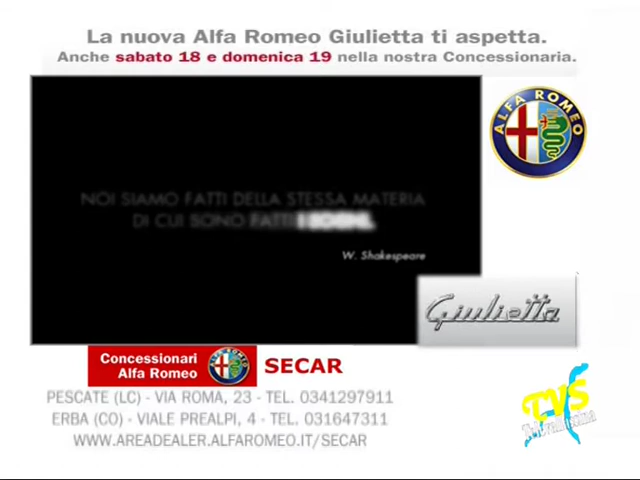 La nuova Alfa Romeo Giulietta ti aspetta.
Anche sabato 18 e domenica 19 nella nostra Concessionaria.
ALFA ROMEO
NOI SIAMO FATTI DELLA STESSA MATERIA
DI CUI SONO FATTI I SOGNI.
W. Shakespeare
Giulietta
Concessionari
Alfa Romeo
SECAR
PESCATE (LC) - VIA ROMA, 23 - TEL. 0341297911
ERBA (CO) - VIALE PREALPI, 4 - TEL. 031647311
WWW.AREADEALER.ALFAROMEO.IT/SECAR
TVS